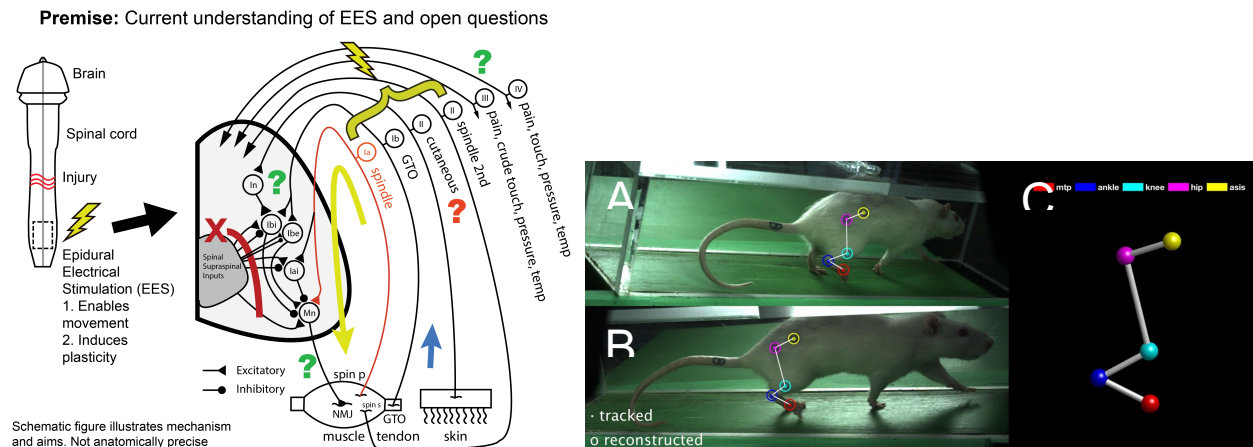 Premise: Current understanding of EES and open questions
Brain
Spinal cord
Injury
Epidural
Electrical
Stimulation (EES)
1. Enables
movement
2. Induces
plasticity
?
IV
pain, touch, pressure, temp
III
pain, crude touch, pressure, temp
II
spindle 2nd
II
cutaneous
Ib
GTO
Ia
spindle
?
?
In
Ibi
Ibe
Iai
Mn
X
Spinal
Supraspinal
Inputs
?
Excitatory
Inhibitory
spin p
spin s
NMJ
GTO
muscle
tendon
skin
Schematic figure illustrates mechanism
and aims. Not anatomically precise
A
B
· tracked
o reconstructed
C
mtp
ankle
knee
hip
asis